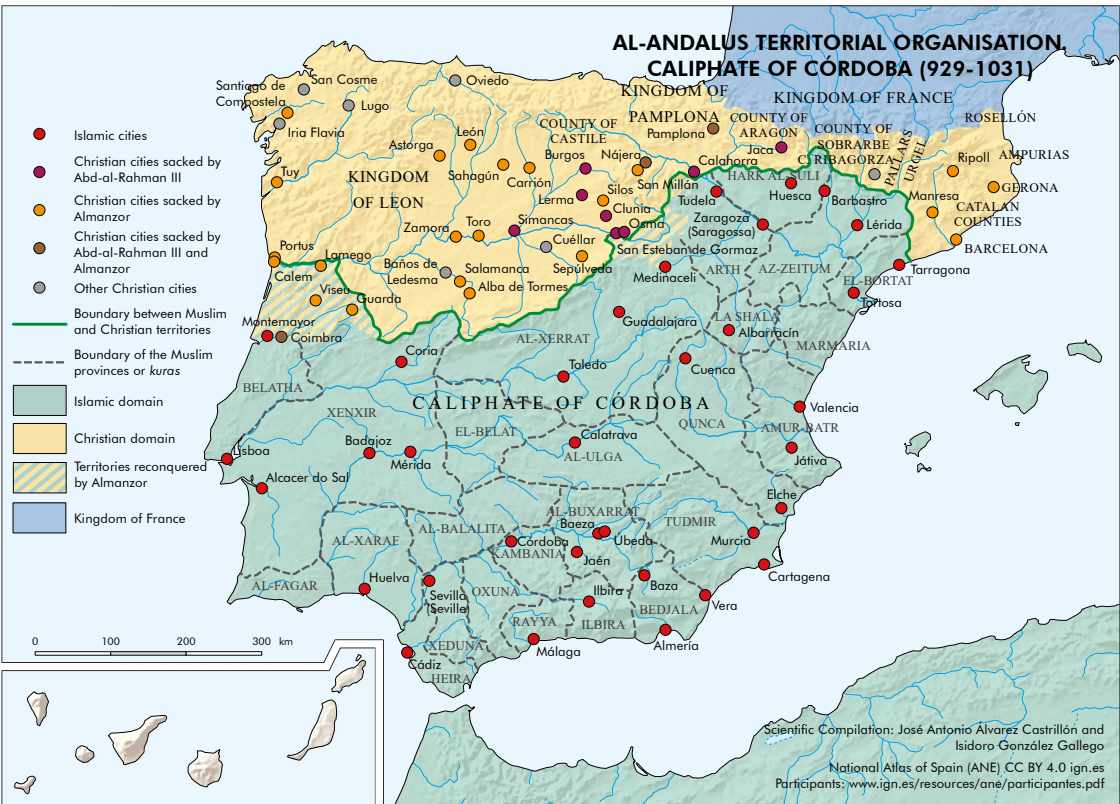 AL-ANDALUS TERRITORIAL ORGANISATION.
CALIPHATE OF CÓRDOBA (929-1031)
Islamic cities
Christian cities sacked by
Abd-al-Rahman III
Christian cities sacked by
Almanzor
Christian cities sacked by
Abd-al-Rahman III and
Almanzor
Other Christian cities
Boundary between Muslim
and Christian territories
Boundary of the Muslim
provinces or kuras
Islamic domain
Christian domain
Territories reconquered
by Almanzor
Kingdom of France
0 100 200 300 km
KINGDOM OF FRANCE
KINGDOM OF
PAMPLONA
COUNTY OF
ARAGON
COUNTY OF
SOBRARBE
RIBAGORZA
PALLARS
URGEL
ROSELLÓN
AMPURIAS
GERONA
CATALAN
COUNTIES
BARCELONA
COUNTY OF
CASTILE
KINGDOM
OF LEON
San Cosme
Santiago de
Compostela
Lugo
Iria Flavia
Oviedo
Tuy
Astorga
León
Sahagún
Carrión
Burgos
Nájera
San Millán
Pamplona
Calahorra
Jaca
Ripoll
Manresa
Lerma
Silos
Clunia
Osma
San Esteban de Gormaz
Simancas
Toro
Zamora
Cuéllar
Sepúlveda
Baños de
Ledesma
Salamanca
Alba de Tormes
Portus
Calem
Lamego
Viseu
Guarda
Montemayor
Coimbra
HARK AL-SULI
Tudela
Huesca
Barbastro
Zaragoza
(Saragossa)
Lérida
Tarragona
Tortosa
Medinaceli
ARTH
AZ-ZEITUM
EL-BORTAT
LA SHALA
Albarracín
MARMARIA
Guadalajara
AL-XERRAT
Coria
Toledo
Cuenca
BELATHA
CALIPHATE OF CÓRDOBA
XENXIR
EL-BELAT
QUNCA
Valencia
AMUR-BATR
Calatrava
AL-ULGA
Játiva
Lisboa
Badajoz
Mérida
Alcacer do Sal
Elche
AL-BUXARRAT
TUDMIR
AL-BALALITA
Baeza
Úbeda
Murcia
AL-XARAF
Córdoba
KAMBANIA
Jaén
Cartagena
AL-FAGAR
Huelva
Sevilla
(Seville)
OXUNA
Ilbira
Baza
Vera
BEDJALA
RAYYA
ILBIRA
Almería
Málaga
XEDUNA
Cádiz
HEIRA
Scientific Compilation: José Antonio Álvarez Castrillón and
Isidoro González Gallego
National Atlas of Spain (ANE) CC BY 4.0 ign.es
Participants: www.ign.es/resources/ane/participantes.pdf